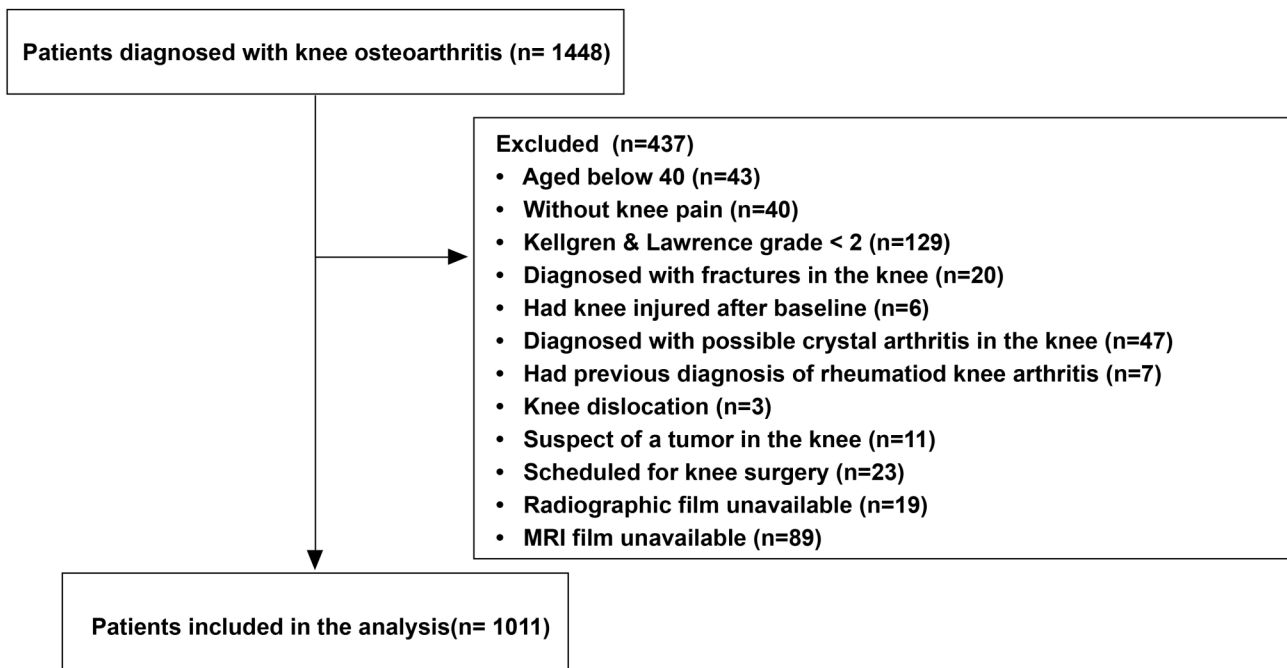 Patients diagnosed with knee osteoarthritis (n= 1448)
Excluded  (n=437)
• Aged below 40 (n=43)
• Without knee pain (n=40)
• Kellgren & Lawrence grade < 2 (n=129)
• Diagnosed with fractures in the knee (n=20)
• Had knee injured after baseline (n=6)
• Diagnosed with possible crystal arthritis in the knee (n=47)
• Had previous diagnosis of rheumatiod knee arthritis (n=7)
• Knee dislocation (n=3)
• Suspect of a tumor in the knee (n=11)
• Scheduled for knee surgery (n=23)
• Radiographic film unavailable (n=19)
• MRI film unavailable (n=89)
Patients included in the analysis(n= 1011)